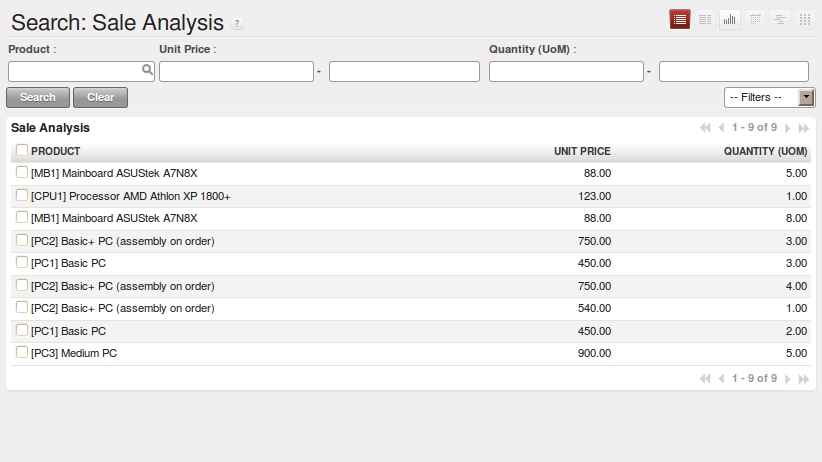 Search: Sale Analysis ?
Product : Unit Price : Quantity (UoM) :
- -
Search Clear -- Filters --
Sale Analysis 1 - 9 of 9
PRODUCT UNIT PRICE QUANTITY (UOM)
[MB1] Mainboard ASUStek A7N8X 88.00 5.00
[CPU1] Processor AMD Athlon XP 1800+ 123.00 1.00
[MB1] Mainboard ASUStek A7N8X 88.00 8.00
[PC2] Basic+ PC (assembly on order) 750.00 3.00
[PC1] Basic PC 450.00 3.00
[PC2] Basic+ PC (assembly on order) 750.00 4.00
[PC2] Basic+ PC (assembly on order) 540.00 1.00
[PC1] Basic PC 450.00 2.00
[PC3] Medium PC 900.00 5.00
1 - 9 of 9